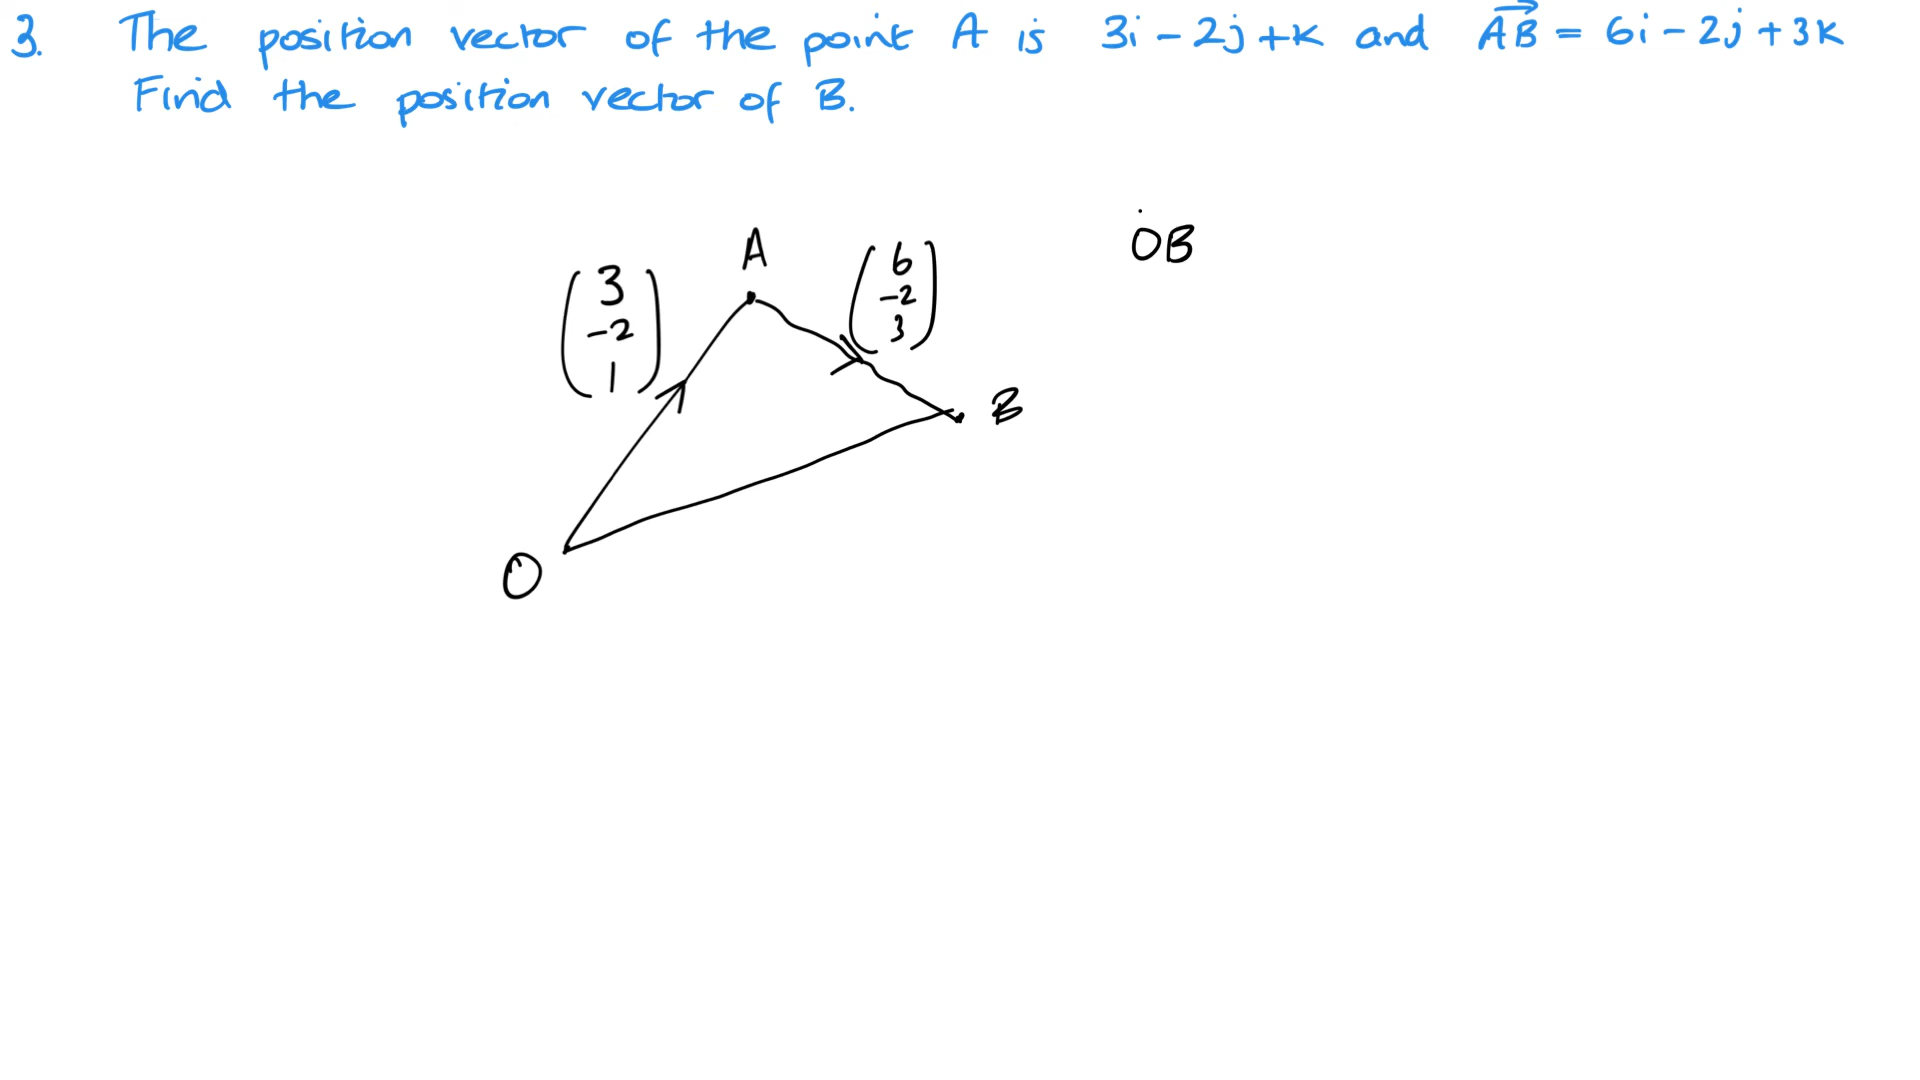 3. The position vector of the point A is 3i - 2j + k and \overrightarrow{AB} = 6i - 2j + 3k
Find the position vector of B.
A
(3
-2
1)
(6
-2
3)
OB
B
O